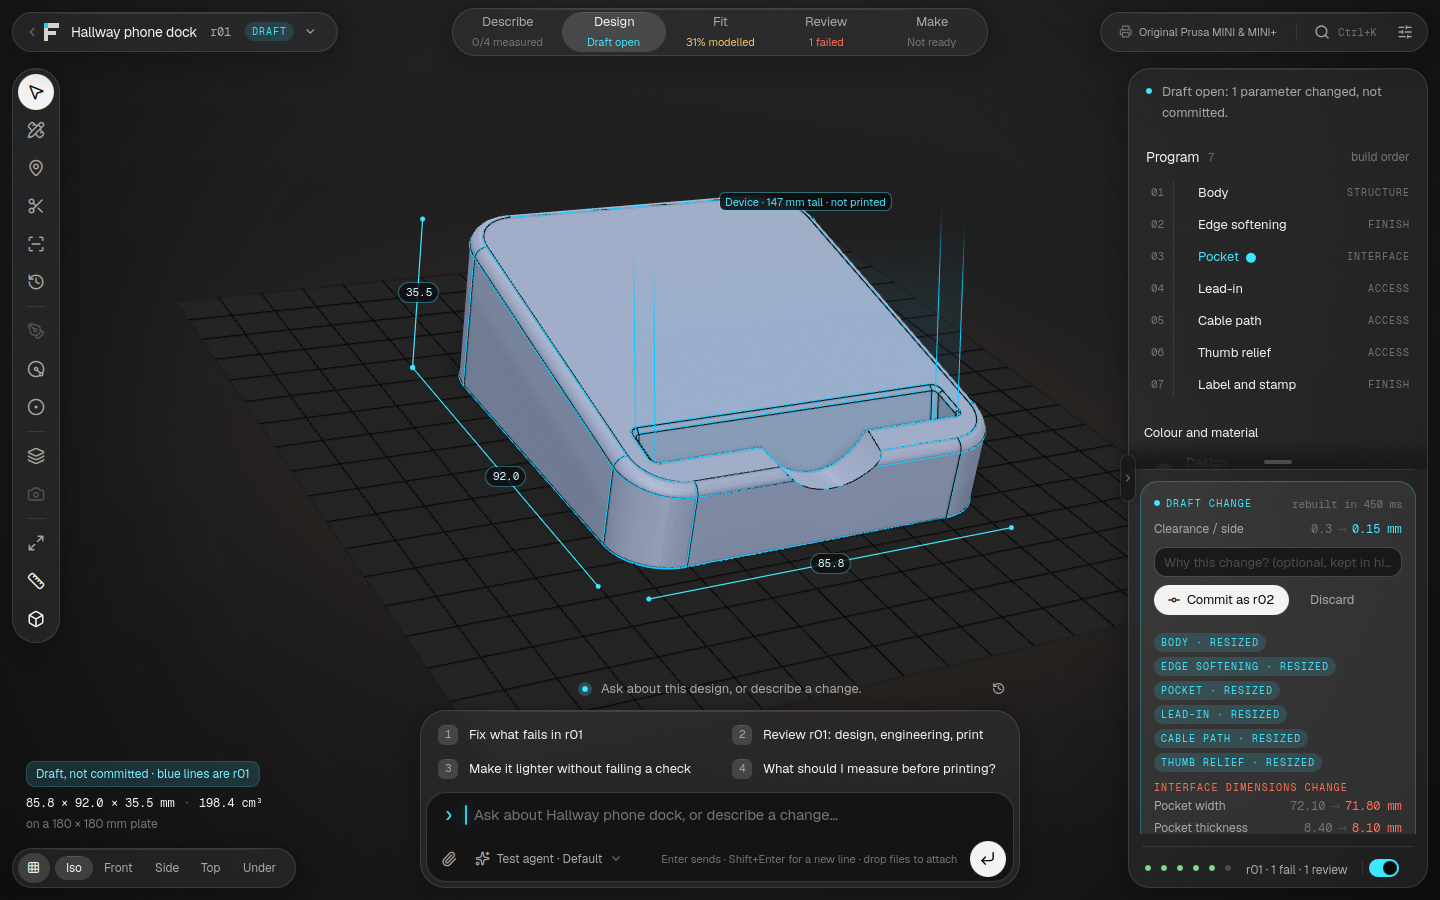 Hallway phone dock r01 DRAFT
Describe
0/4 measured
Design
Draft open
Fit
31% modelled
Review
1 failed
Make
Not ready
Original Prusa MINI & MINI+
Ctrl+K
Draft open: 1 parameter changed, not
committed.
Program 7 build order
01 Body STRUCTURE
02 Edge softening FINISH
03 Pocket INTERFACE
04 Lead-in ACCESS
05 Cable path ACCESS
06 Thumb relief ACCESS
07 Label and stamp FINISH
Colour and material
Design
Device · 147 mm tall · not printed
35.5
92.0
85.8
DRAFT CHANGE rebuilt in 450 ms
Clearance / side 0.3 → 0.15 mm
Why this change? (optional, kept in hi…
Commit as r02 Discard
BODY · RESIZED
EDGE SOFTENING · RESIZED
POCKET · RESIZED
LEAD-IN · RESIZED
CABLE PATH · RESIZED
THUMB RELIEF · RESIZED
INTERFACE DIMENSIONS CHANGE
Pocket width 72.10 → 71.80 mm
Pocket thickness 8.40 → 8.10 mm
r01 · 1 fail · 1 review
Ask about this design, or describe a change.
1 Fix what fails in r01
2 Review r01: design, engineering, print
3 Make it lighter without failing a check
4 What should I measure before printing?
Ask about Hallway phone dock, or describe a change…
Test agent · Default
Enter sends · Shift+Enter for a new line · drop files to attach
Draft, not committed · blue lines are r01
85.8 × 92.0 × 35.5 mm · 198.4 cm³
on a 180 × 180 mm plate
Iso Front Side Top Under